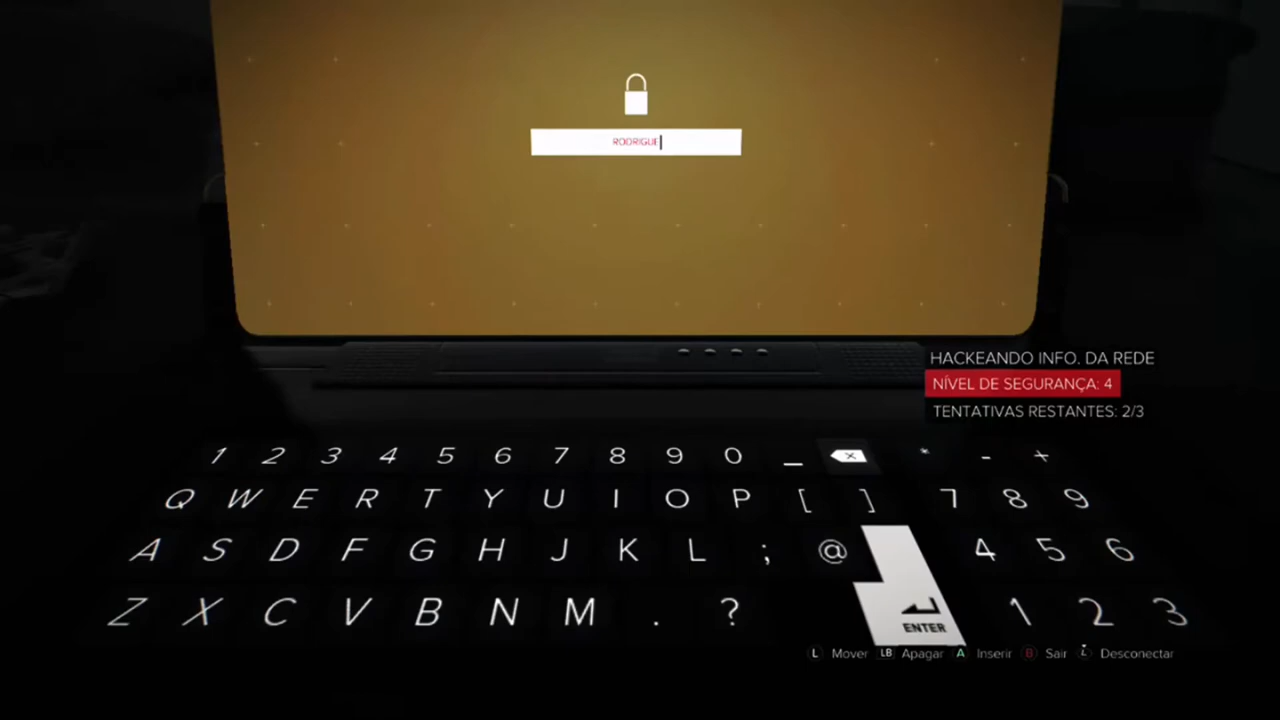 RODRIGUE
HACKEANDO INFO. DA REDE
NÍVEL DE SEGURANÇA: 4
TENTATIVAS RESTANTES: 2/3
1 2 3 4 5 6 7 8 9 0 _ * - +
Q W E R T Y U I O P [ ] 7 8 9
A S D F G H J K L ; @ 4 5 6
Z X C V B N M . ? ENTER 1 2 3
L Mover LB Apagar A Inserir B Sair L Desconectar